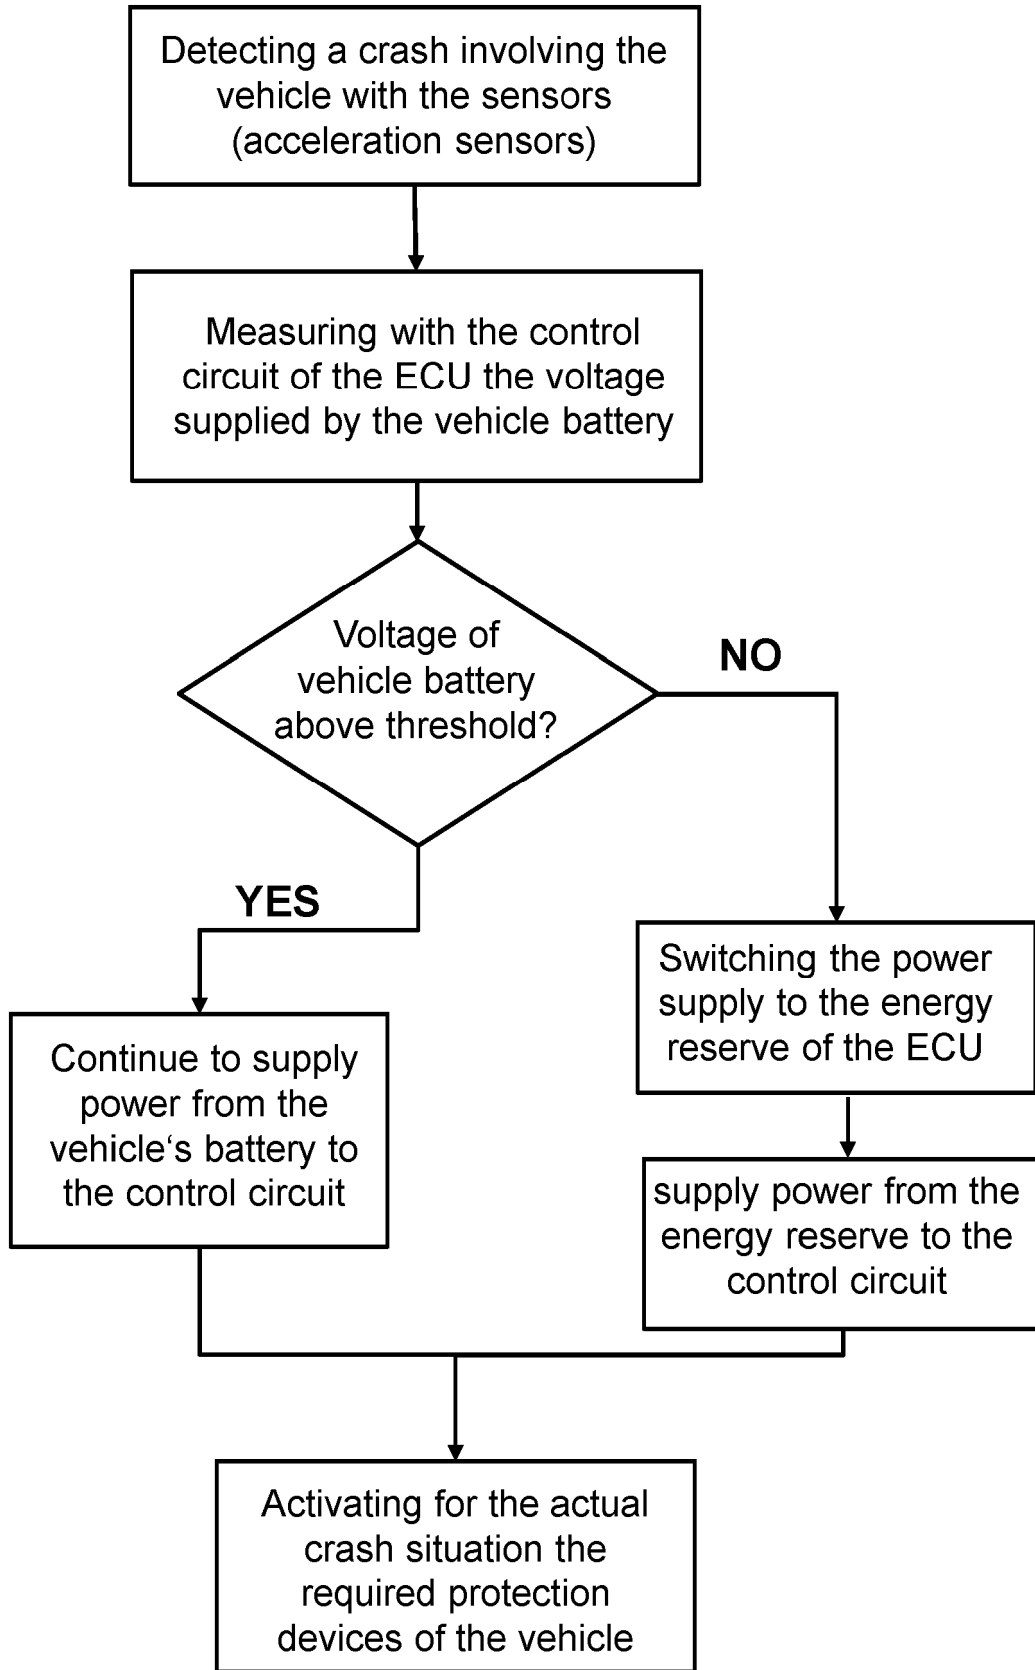 Detecting a crash involving the
vehicle with the sensors
(acceleration sensors)
Measuring with the control
circuit of the ECU the voltage
supplied by the vehicle battery
Voltage of
vehicle battery
above threshold?
NO
YES
Switching the power
supply to the energy
reserve of the ECU
Continue to supply
power from the
vehicle‘s battery to
the control circuit
supply power from the
energy reserve to the
control circuit
Activating for the actual
crash situation the
required protection
devices of the vehicle